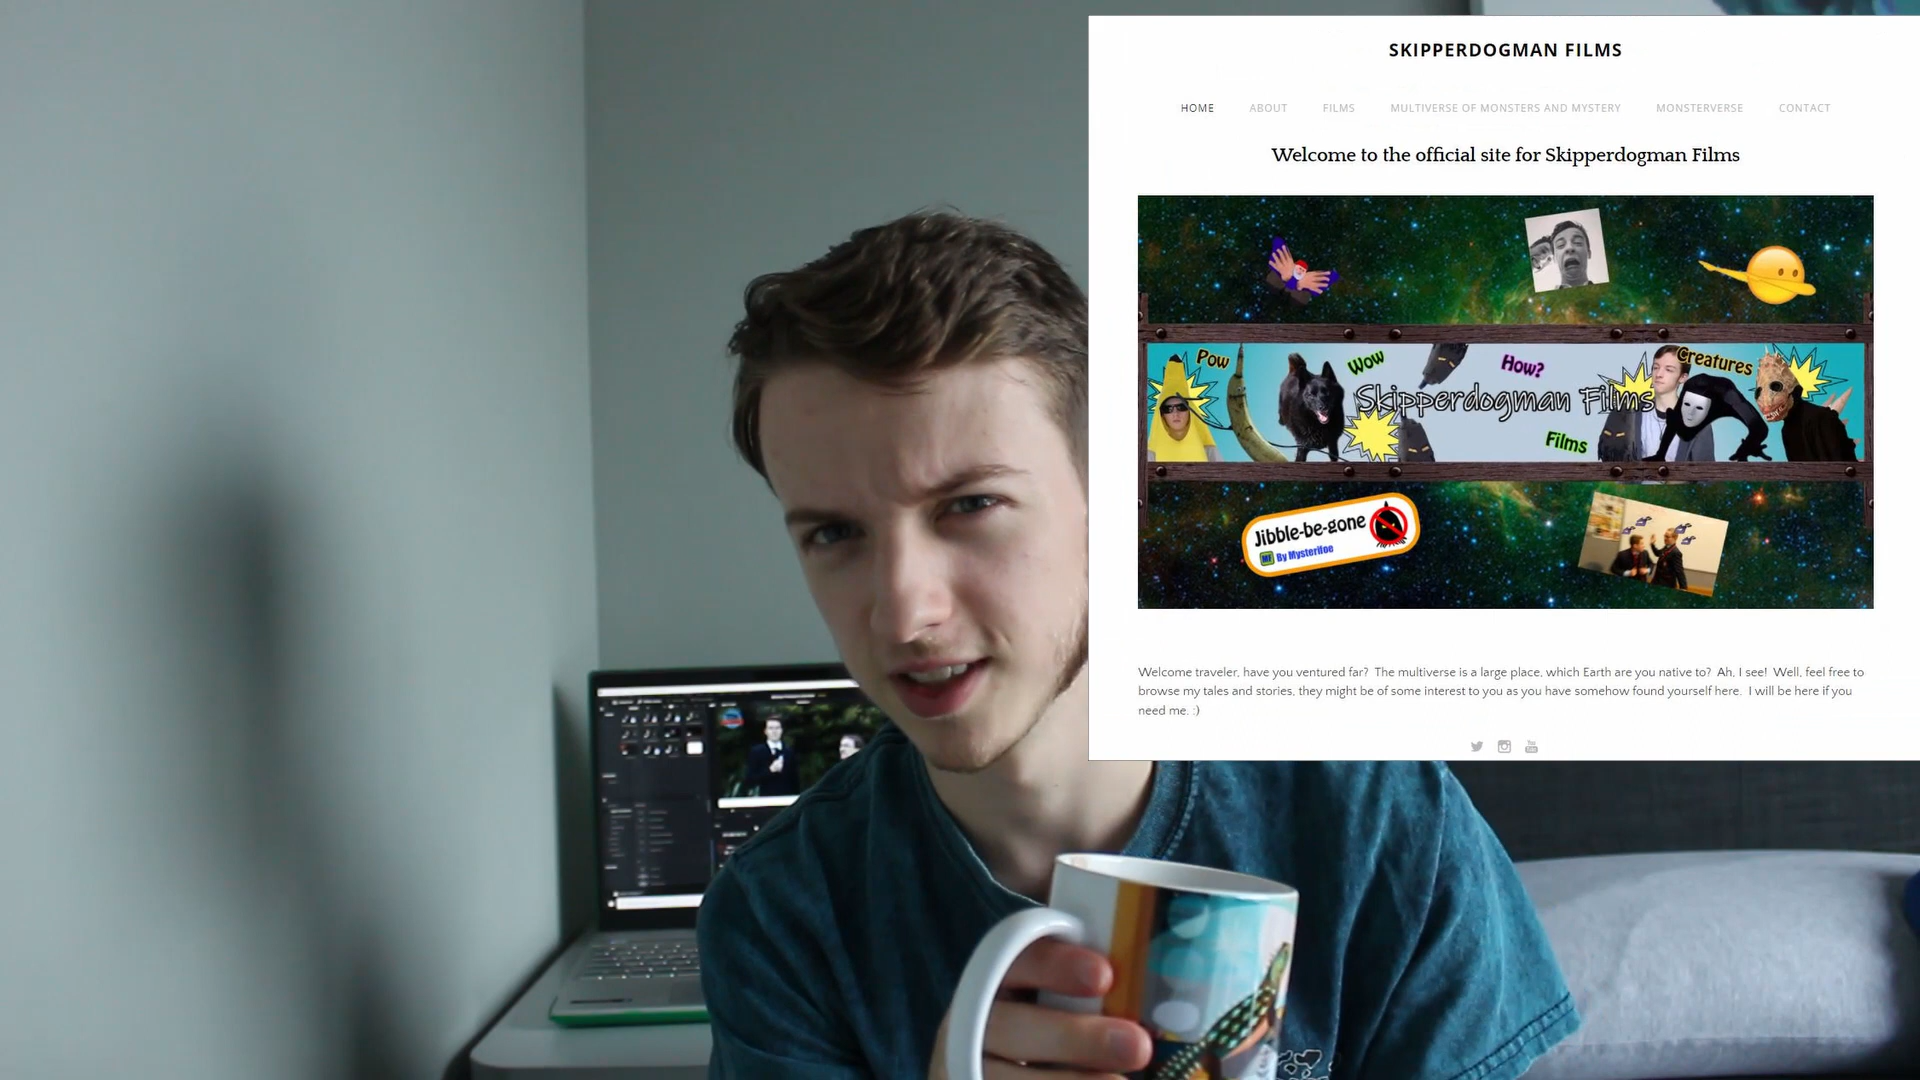 SKIPPERDOGMAN FILMS
HOME ABOUT FILMS MULTIVERSE OF MONSTERS AND MYSTERY MONSTERVERSE CONTACT
Welcome to the official site for Skipperdogman Films
Pow
Wow
How?
Creatures
Skipperdogman Films
Films
Jibble-be-gone
MF By Mysterifoe
Welcome traveler, have you ventured far? The multiverse is a large place, which Earth are you native to? Ah, I see! Well, feel free to
browse my tales and stories, they might be of some interest to you as you have somehow found yourself here. I will be here if you
need me. :)
You